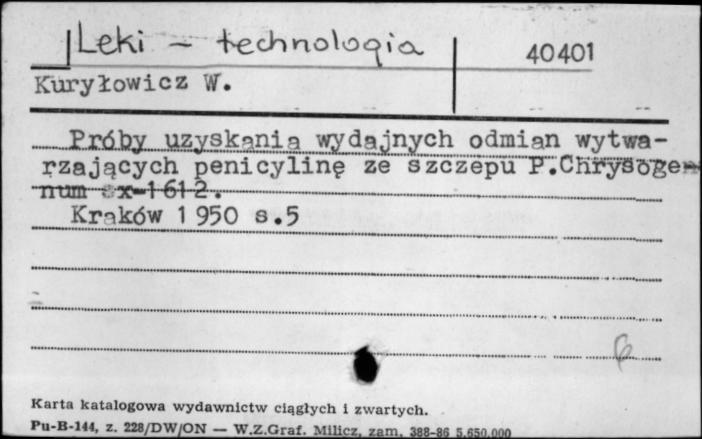 Leki - technologia
40401
Kuryłowicz W.
Próby uzyskania wydajnych odmian wytwa-
rzających penicylinę ze szczepu P.Chrysoge-
num x-1612.
Kraków 1950 s.5
Karta katalogowa wydawnictw ciągłych i zwartych.
Pu-B-144, z. 228/DW/ON — W.Z.Graf. Milicz, zam. 388-86 5.650.000